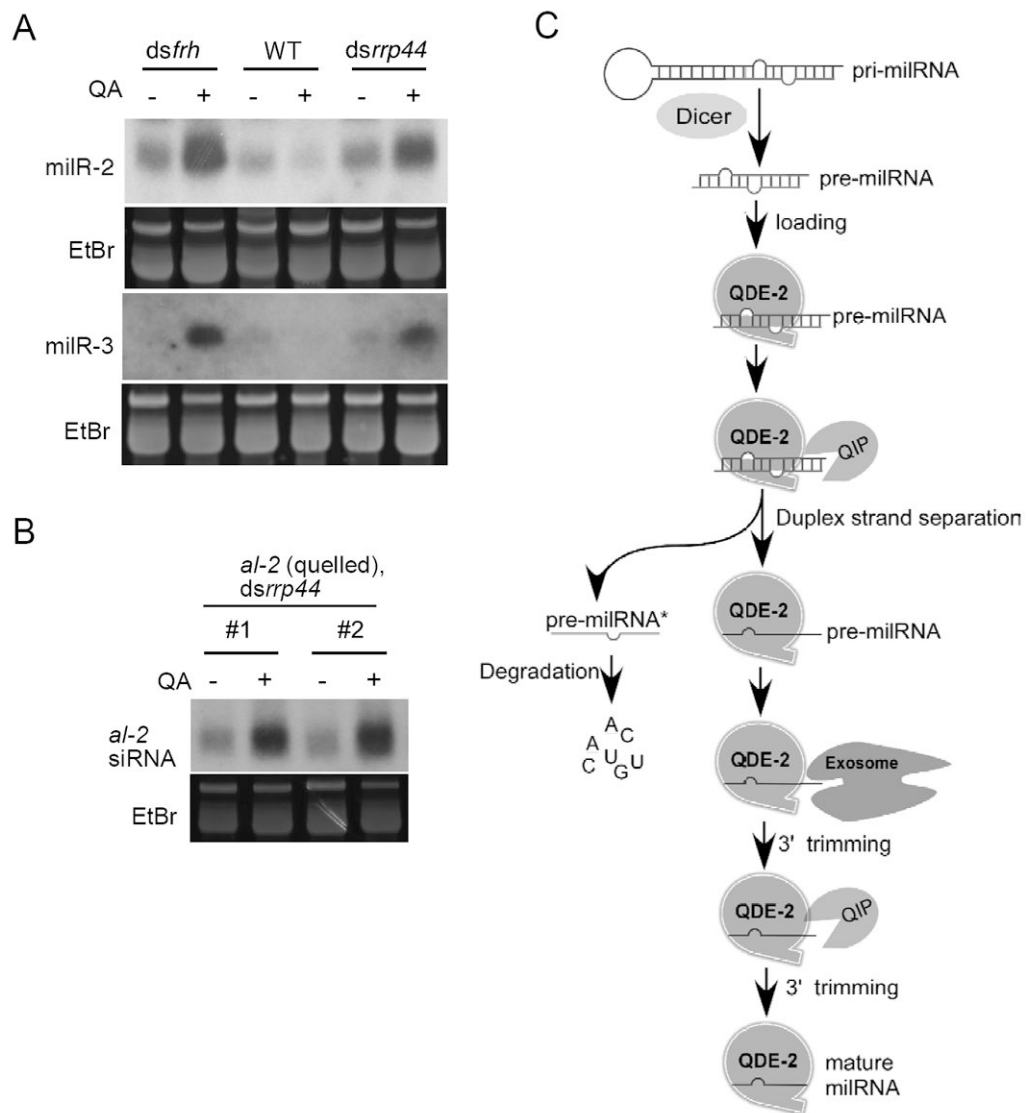 A
dsfrh WT dsrrp44
QA - + - + - +
milR-2
EtBr
milR-3
EtBr
B
al-2 (quelled),
dsrrp44
#1 #2
QA - + - +
al-2
siRNA
EtBr
C
pri-milRNA
Dicer
pre-milRNA
loading
QDE-2
pre-milRNA
QDE-2
QIP
Duplex strand separation
pre-milRNA*
QDE-2
pre-milRNA
Degradation
A
A C
C U G U
QDE-2
Exosome
3' trimming
QDE-2
QIP
3' trimming
QDE-2
mature
milRNA